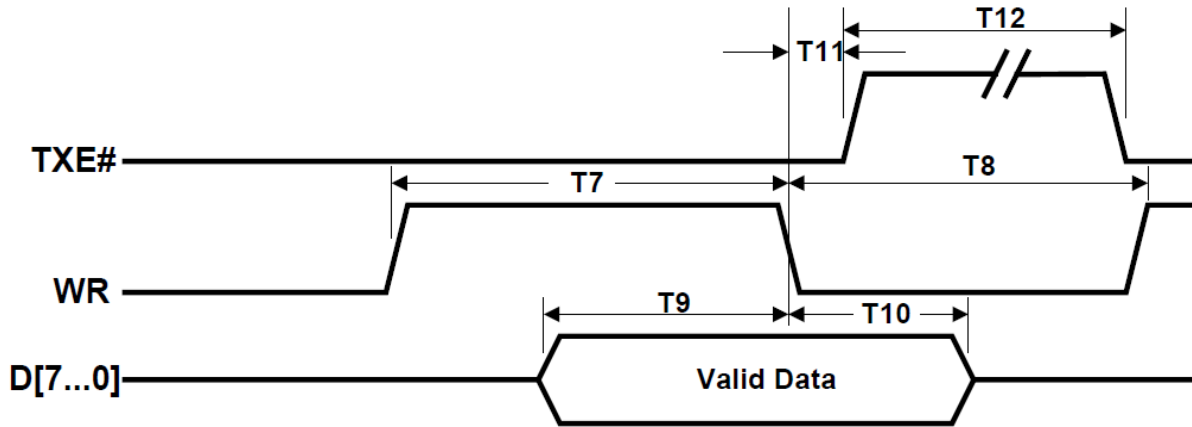 T12
T11
TXE#
T7
T8
WR
T9
T10
D[7...0]
Valid Data